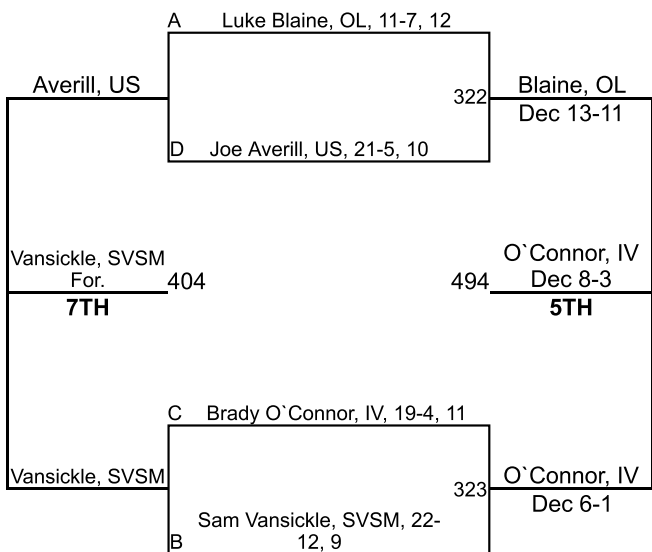 A Luke Blaine, OL, 11-7, 12
Averill, US
322
Blaine, OL
Dec 13-11
D Joe Averill, US, 21-5, 10
Vansickle, SVSM
For.
404
7TH
O`Connor, IV
494
Dec 8-3
5TH
C Brady O`Connor, IV, 19-4, 11
Vansickle, SVSM
323
O`Connor, IV
Dec 6-1
Sam Vansickle, SVSM, 22-
B 12, 9